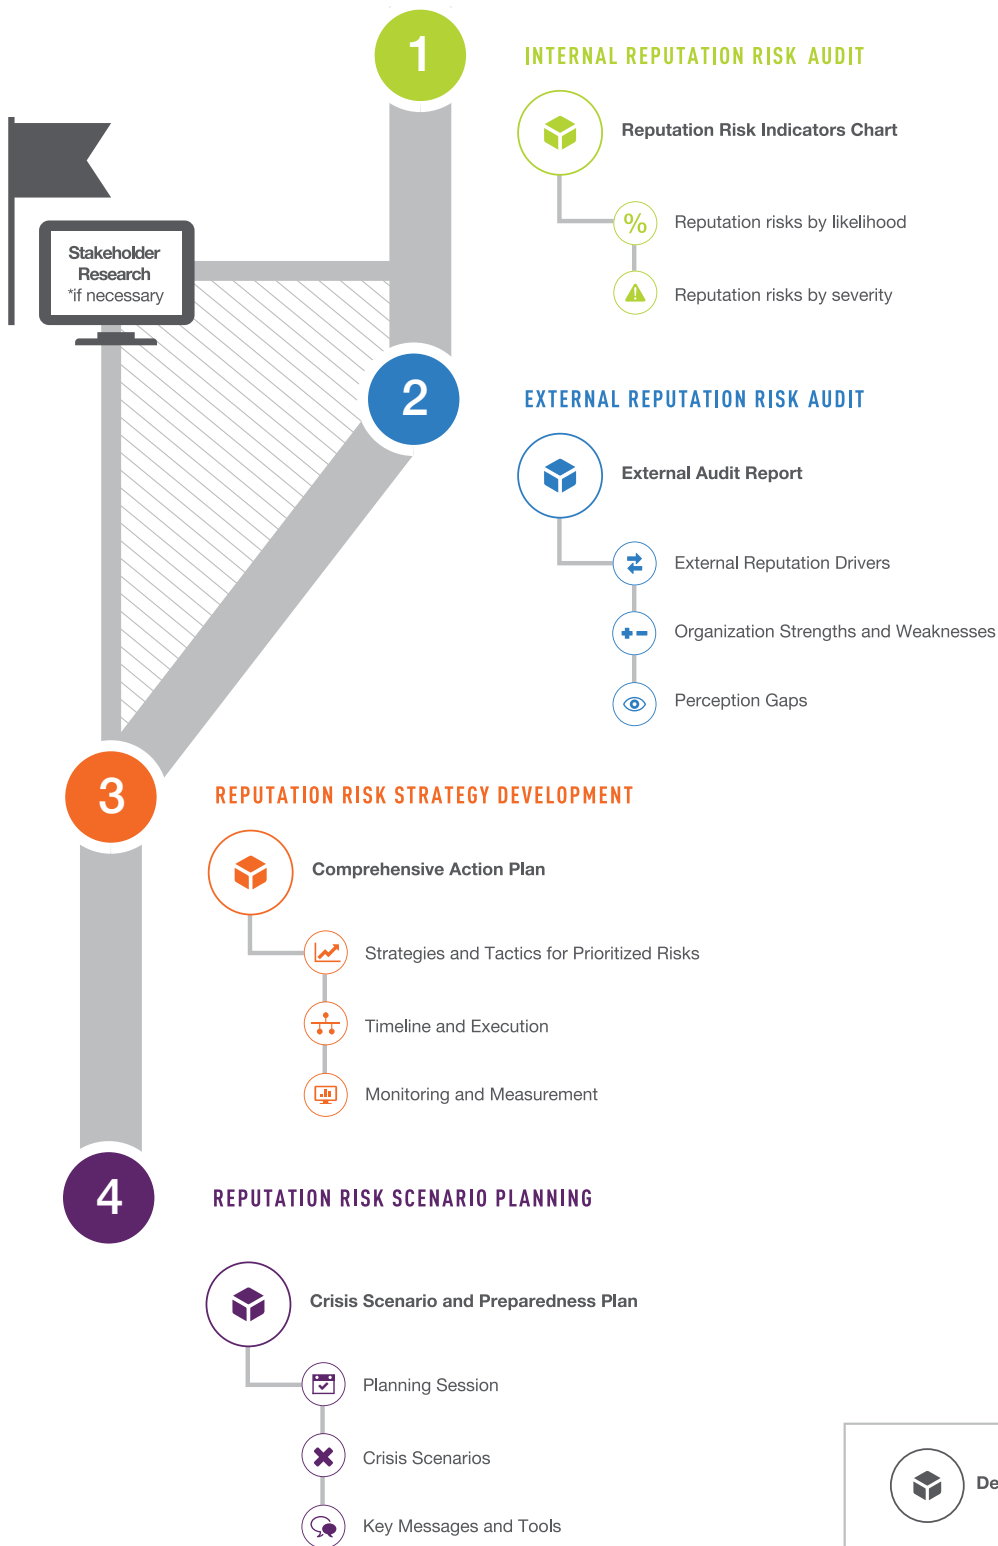 1
INTERNAL REPUTATION RISK AUDIT
Reputation Risk Indicators Chart
%
Reputation risks by likelihood
Reputation risks by severity
Stakeholder
Research
*if necessary
2
EXTERNAL REPUTATION RISK AUDIT
External Audit Report
External Reputation Drivers
Organization Strengths and Weaknesses
Perception Gaps
3
REPUTATION RISK STRATEGY DEVELOPMENT
Comprehensive Action Plan
Strategies and Tactics for Prioritized Risks
Timeline and Execution
Monitoring and Measurement
4
REPUTATION RISK SCENARIO PLANNING
Crisis Scenario and Preparedness Plan
Planning Session
Crisis Scenarios
Key Messages and Tools
De